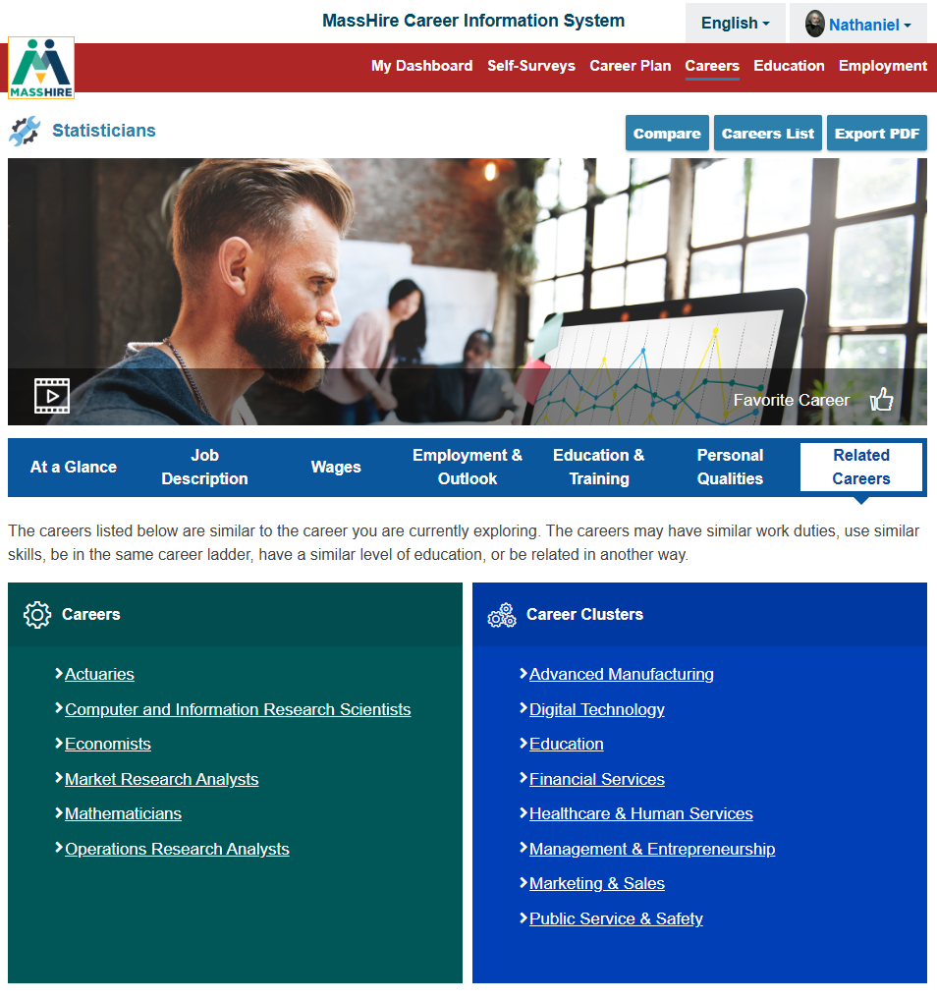 MassHire Career Information System
English
Nathaniel
MASSHIRE
My Dashboard Self-Surveys Career Plan Careers Education Employment
Statisticians
Compare Careers List Export PDF
Favorite Career
At a Glance
Job
Description
Wages
Employment &
Outlook
Education &
Training
Personal
Qualities
Related
Careers
The careers listed below are similar to the career you are currently exploring. The careers may have similar work duties, use similar
skills, be in the same career ladder, have a similar level of education, or be related in another way.
Careers
Actuaries
Computer and Information Research Scientists
Economists
Market Research Analysts
Mathematicians
Operations Research Analysts
Career Clusters
Advanced Manufacturing
Digital Technology
Education
Financial Services
Healthcare & Human Services
Management & Entrepreneurship
Marketing & Sales
Public Service & Safety